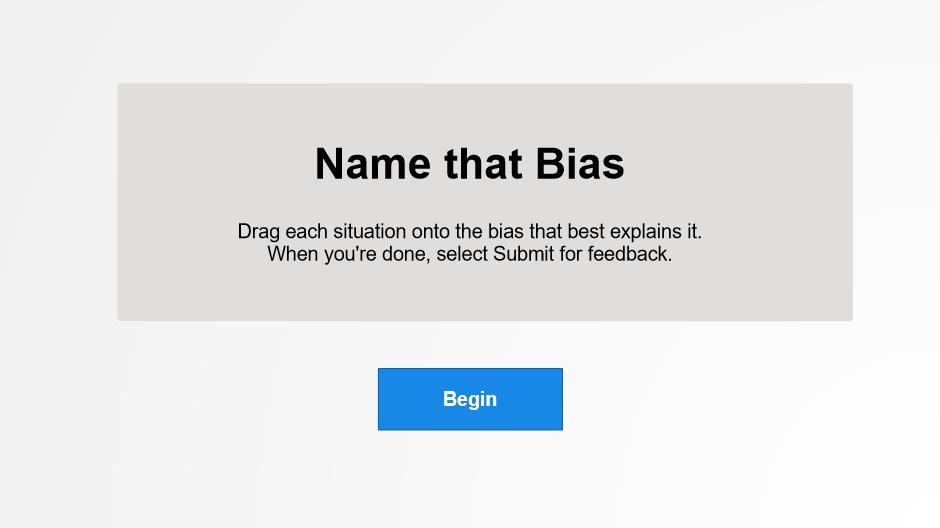 Name that Bias
Drag each situation onto the bias that best explains it.
When you're done, select Submit for feedback.
Begin